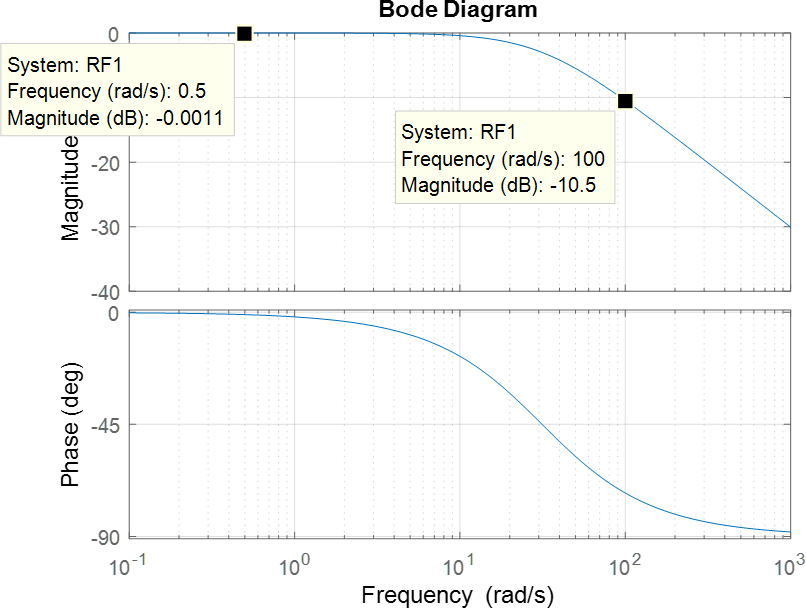 Bode Diagram
0
System: RF1
Frequency (rad/s): 0.5
Magnitude (dB): -0.0011
System: RF1
Frequency (rad/s): 100
Magnitude (dB): -10.5
Magnitude
-20
-30
-40
0
-45
-90
Phase (deg)
10-1 100 101 102 103
Frequency (rad/s)